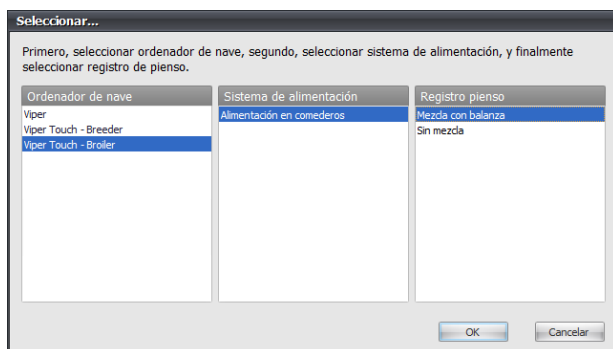 Seleccionar...
Primero, seleccionar ordenador de nave, segundo, seleccionar sistema de alimentación, y finalmente
seleccionar registro de pienso.
Ordenador de nave
Viper
Viper Touch - Breeder
Viper Touch - Broiler
Sistema de alimentación
Alimentación en comederos
Registro pienso
Mezcla con balanza
Sin mezcla
OK
Cancelar